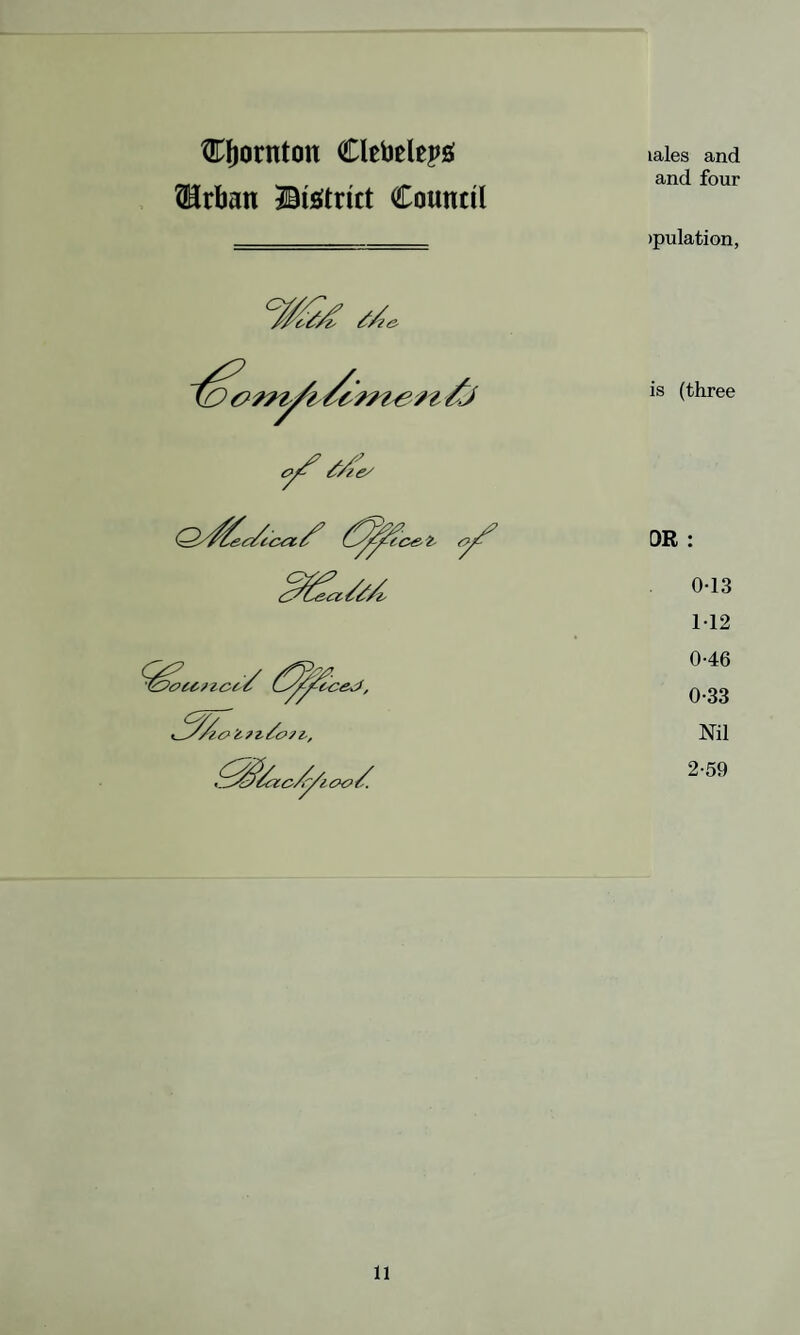 Thornton Cleveleys
Urban District Council
With the
Compliments
of the
Medical Officer of
Health
Council Offices,
Thornton,
Blackpool.
ales and
and four
pulation,
is (three
OR :
0·13
1·12
0·46
0·33
Nil
2·59
11